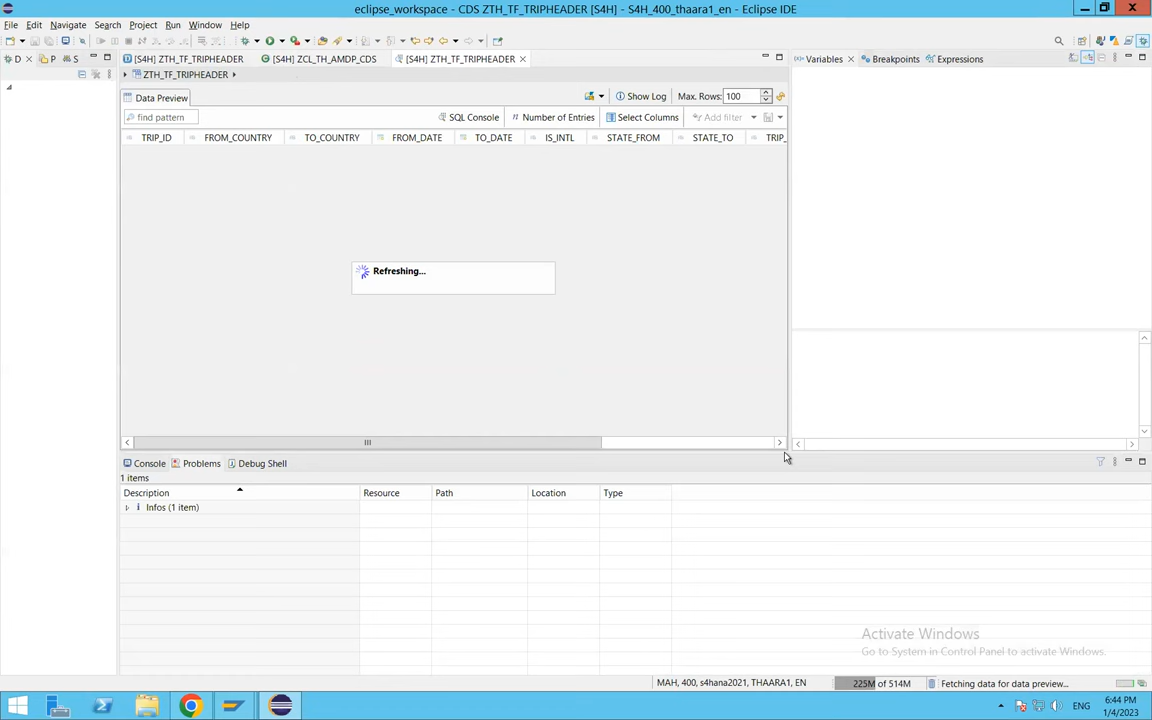 eclipse_workspace - CDS ZTH_TF_TRIPHEADER [S4H] - S4H_400_thaara1_en - Eclipse IDE
File Edit Navigate Search Project Run Window Help
D P S [S4H] ZTH_TF_TRIPHEADER [S4H] ZCL_TH_AMDP_CDS [S4H] ZTH_TF_TRIPHEADER Variables Breakpoints Expressions
ZTH_TF_TRIPHEADER
Data Preview Show Log Max. Rows: 100
find pattern SQL Console Number of Entries Select Columns Add filter
TRIP_ID FROM_COUNTRY TO_COUNTRY FROM_DATE TO_DATE IS_INTL STATE_FROM STATE_TO TRIP_
Refreshing...
Console Problems Debug Shell
1 items
Description Resource Path Location Type
Infos (1 item)
Activate Windows
Go to System in Control Panel to activate Windows.
MAH, 400, s4hana2021, THAARA1, EN 225M of 514M Fetching data for data preview...
ENG 6:44 PM
1/4/2023